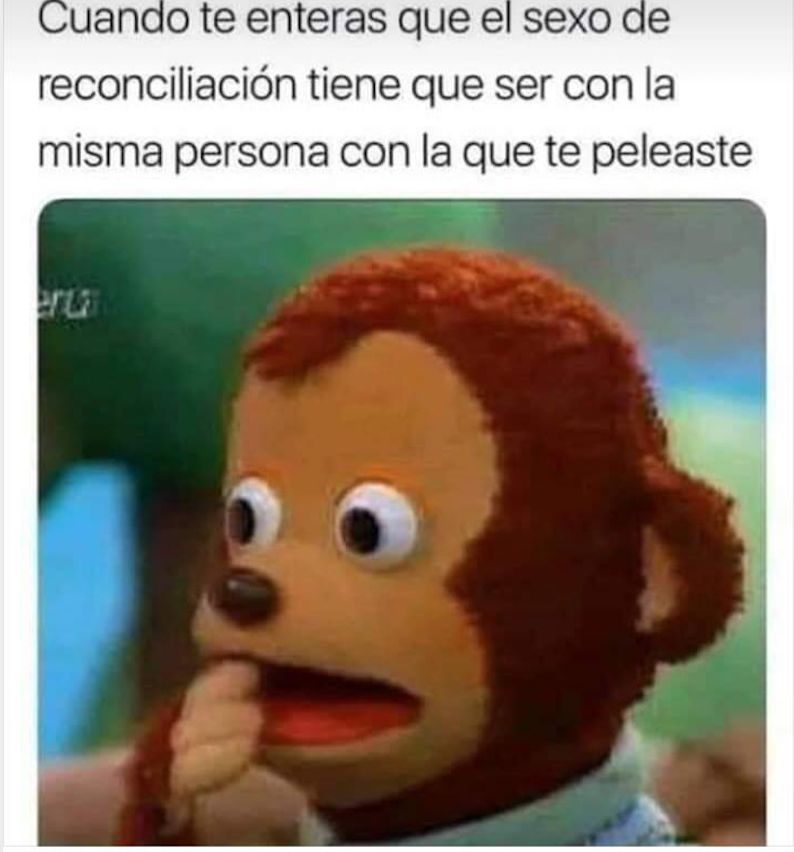 Cuando te enteras que el sexo de
reconciliación tiene que ser con la
misma persona con la que te peleaste